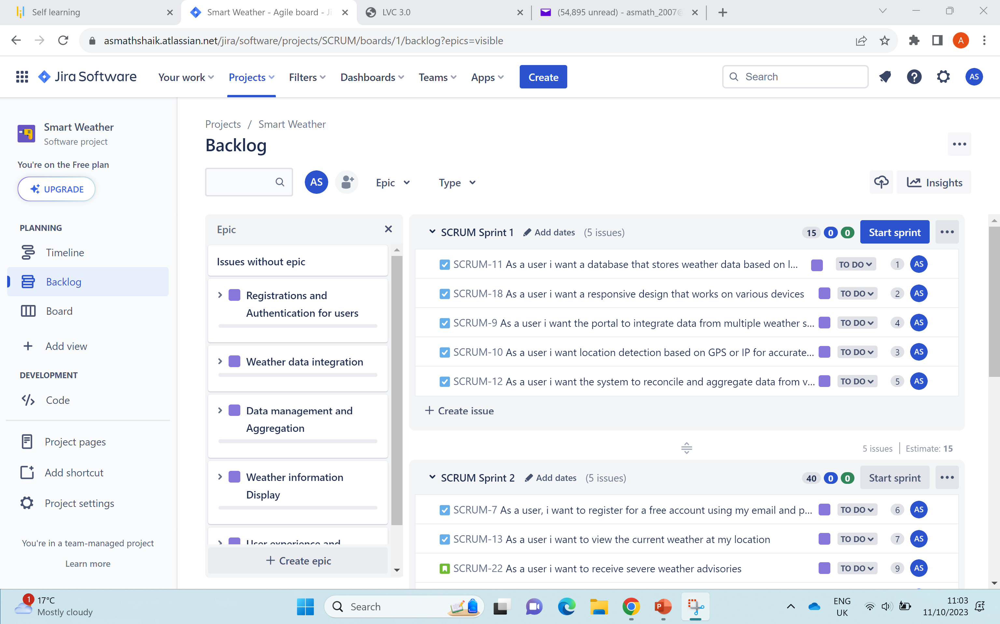 Self learning
Smart Weather - Agile board - Ji
LVC 3.0
(54,895 unread) - asmath_2007@
asmathshaik.atlassian.net/jira/software/projects/SCRUM/boards/1/backlog?epics=visible
A
Jira Software
Your work
Projects
Filters
Dashboards
Teams
Apps
Create
Search
AS
Smart Weather
Software project
You're on the Free plan
UPGRADE
PLANNING
Timeline
Backlog
Board
Add view
DEVELOPMENT
Code
Project pages
Add shortcut
Project settings
You're in a team-managed project
Learn more
Projects / Smart Weather
Backlog
AS
Epic
Type
Insights
Epic
Issues without epic
Registrations and
Authentication for users
Weather data integration
Data management and
Aggregation
Weather information
Display
User experience and
+ Create epic
SCRUM Sprint 1 Add dates (5 issues) 15 0 0 Start sprint
SCRUM-11 As a user i want a database that stores weather data based on l... TO DO 1 AS
SCRUM-18 As a user i want a responsive design that works on various devices TO DO 2 AS
SCRUM-9 As a user i want the portal to integrate data from multiple weather s... TO DO 4 AS
SCRUM-10 As a user i want location detection based on GPS or IP for accurate... TO DO 3 AS
SCRUM-12 As a user i want the system to reconcile and aggregate data from v... TO DO 5 AS
+ Create issue
5 issues | Estimate: 15
SCRUM Sprint 2 Add dates (5 issues) 40 0 0 Start sprint
SCRUM-7 As a user, i want to register for a free account using my email and p... TO DO 6 AS
SCRUM-13 As a user i want to view the current weather at my location TO DO 7 AS
SCRUM-22 As a user i want to receive severe weather advisories TO DO 9 AS
1
17°C
Mostly cloudy
Search
ENG
UK
11:03
11/10/2023